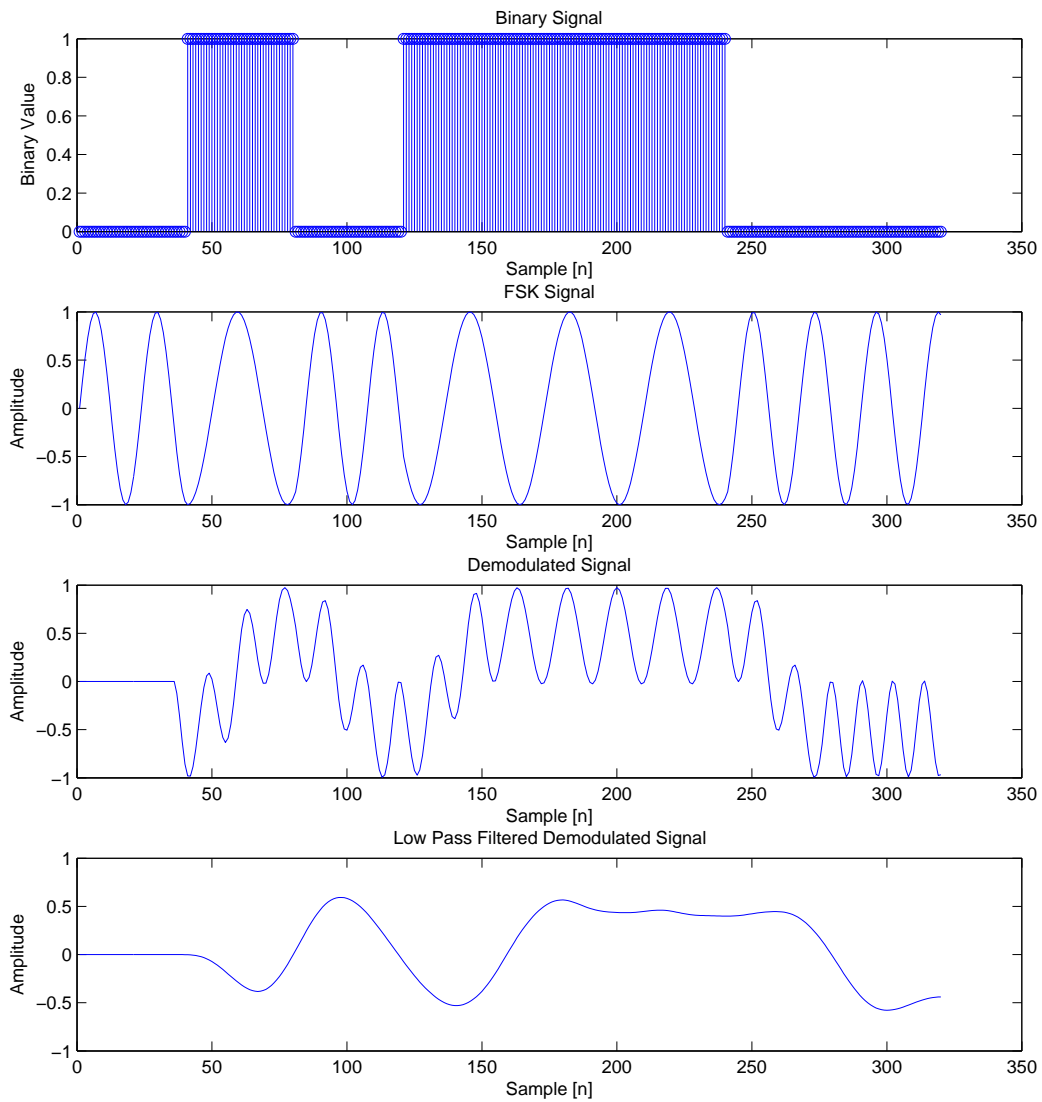 Binary Signal
1
0.8
0.6
0.4
0.2
0
Binary Value
0 50 100 150 200 250 300 350
Sample [n]
FSK Signal
1
0.5
0
−0.5
−1
Amplitude
0 50 100 150 200 250 300 350
Sample [n]
Demodulated Signal
1
0.5
0
−0.5
−1
Amplitude
0 50 100 150 200 250 300 350
Sample [n]
Low Pass Filtered Demodulated Signal
1
0.5
0
−0.5
−1
Amplitude
0 50 100 150 200 250 300 350
Sample [n]